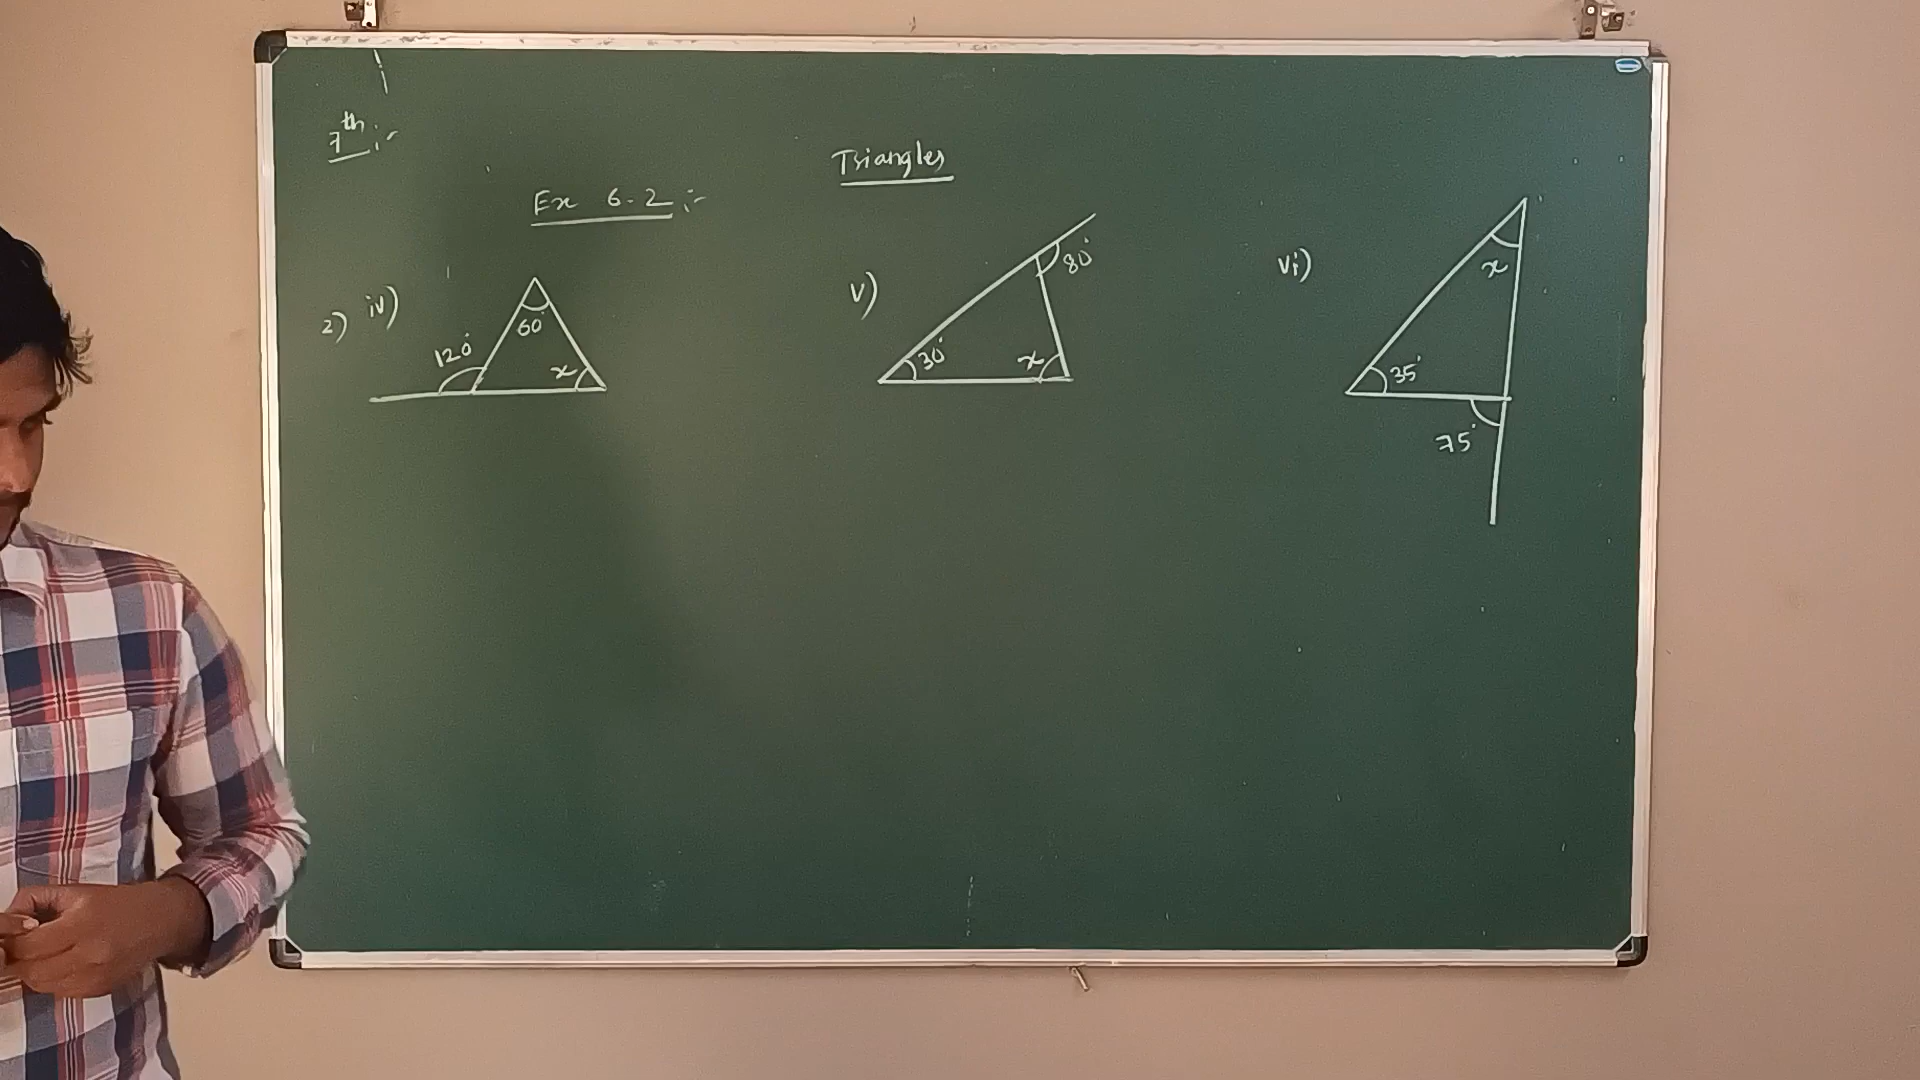 7th :-
Triangles
Ex 6.2 :-
2) iv)
60°
120°
x
v)
80°
30°
x
vi)
x
35°
75°